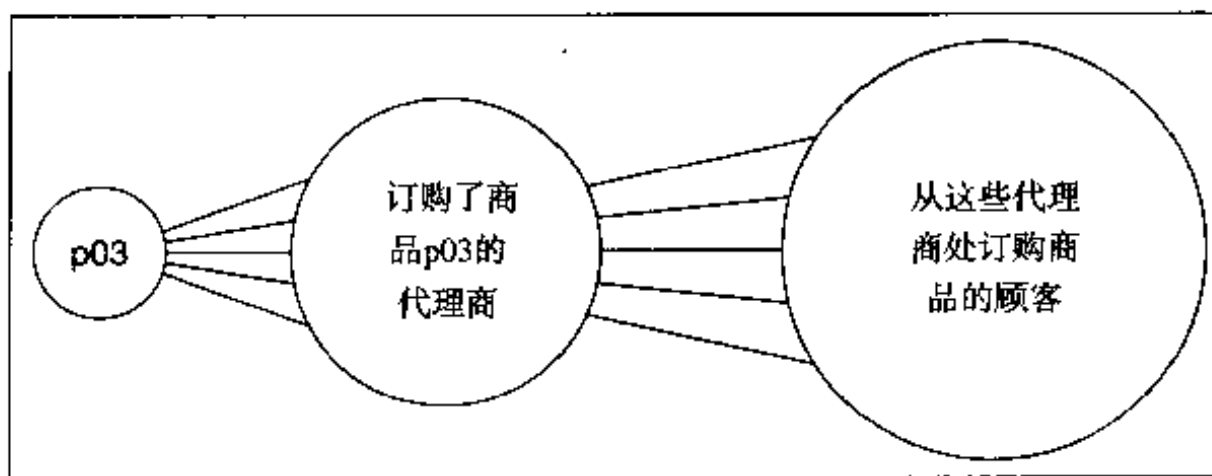 p03
订购了商
品p03的
代理商
从这些代理
商处订购商
品的顾客